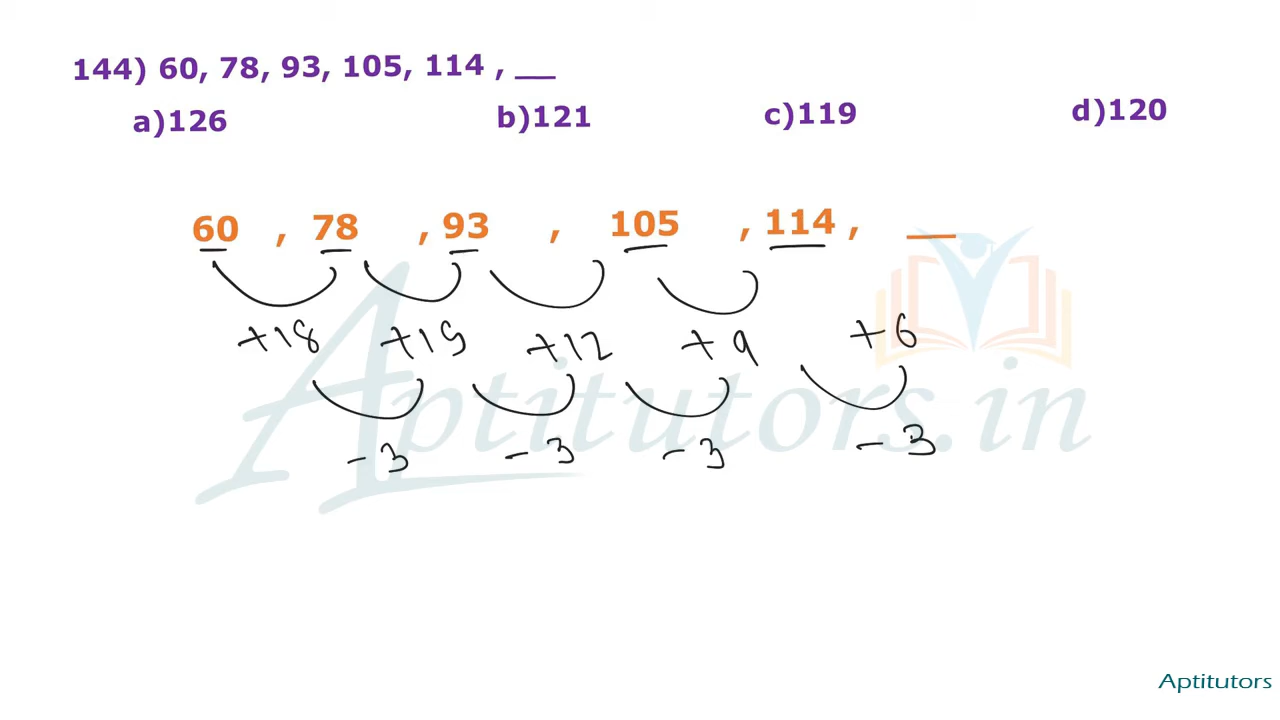 144) 60, 78, 93, 105, 114 , __
a)126 b)121 c)119 d)120
60 , 78 , 93 , 105 , 114 , __
+18 +15 +12 +9 +6
-3 -3 -3 -3
Aptitutors.in
Aptitutors